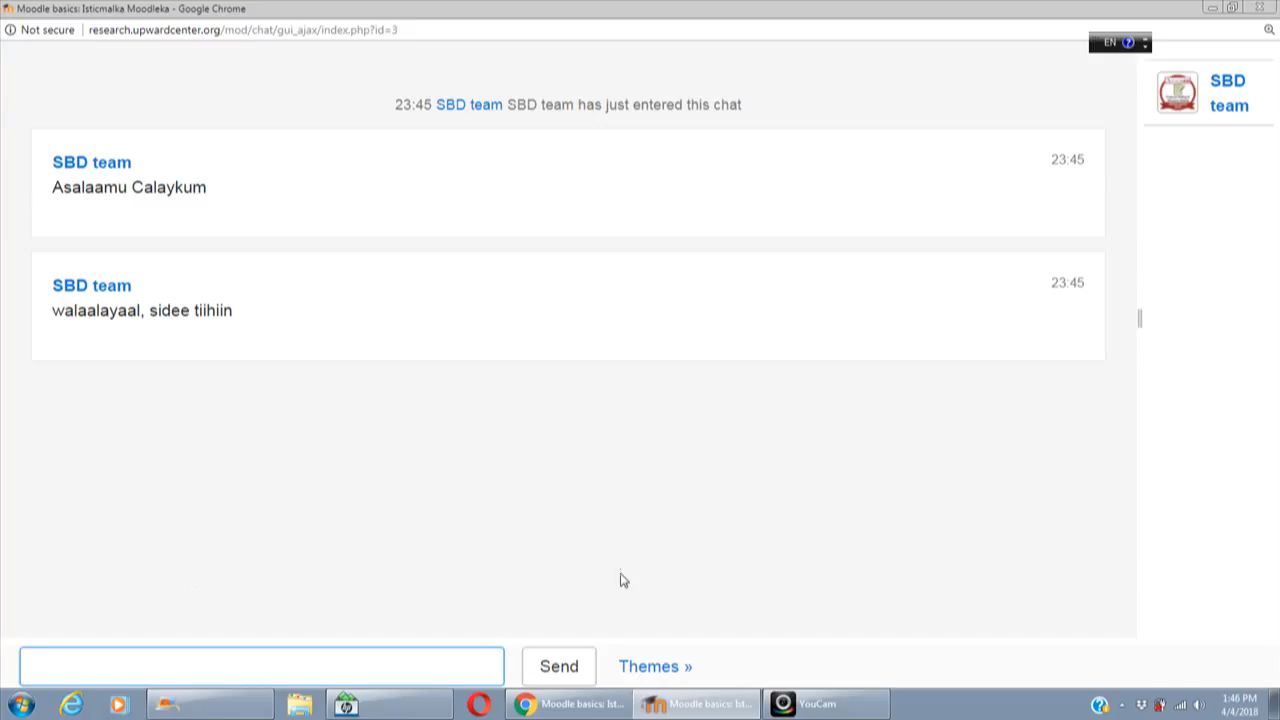 Moodle basics: Isticmalka Moodleka - Google Chrome
Not secure research.upwardcenter.org/mod/chat/gui_ajax/index.php?id=3
EN
SBD
team
23:45 SBD team SBD team has just entered this chat
SBD team 23:45
Asalaamu Calaykum
SBD team 23:45
walaalayaal, sidee tiihiin
Send Themes »
Moodle basics: Ist... Moodle basics: Ist... YouCam
1:46 PM
4/4/2018